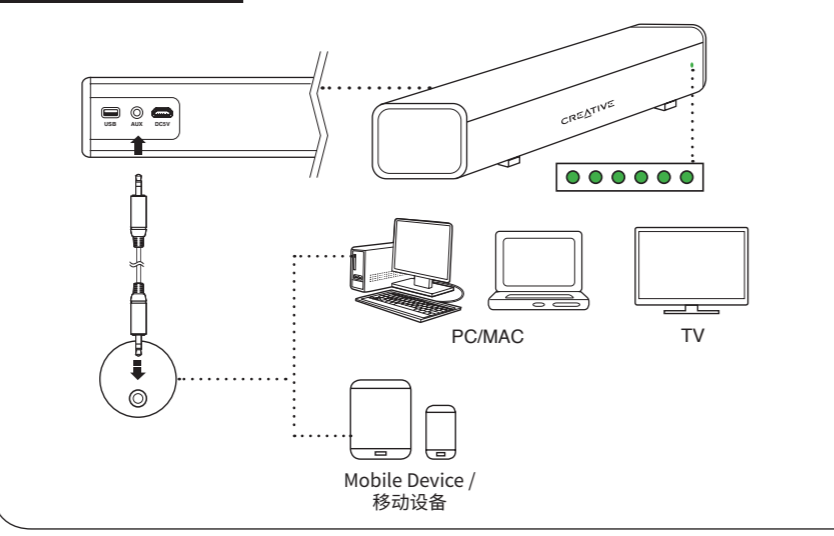 USB AUX DC5V
CREATIVE
PC/MAC
TV
Mobile Device /
移动设备